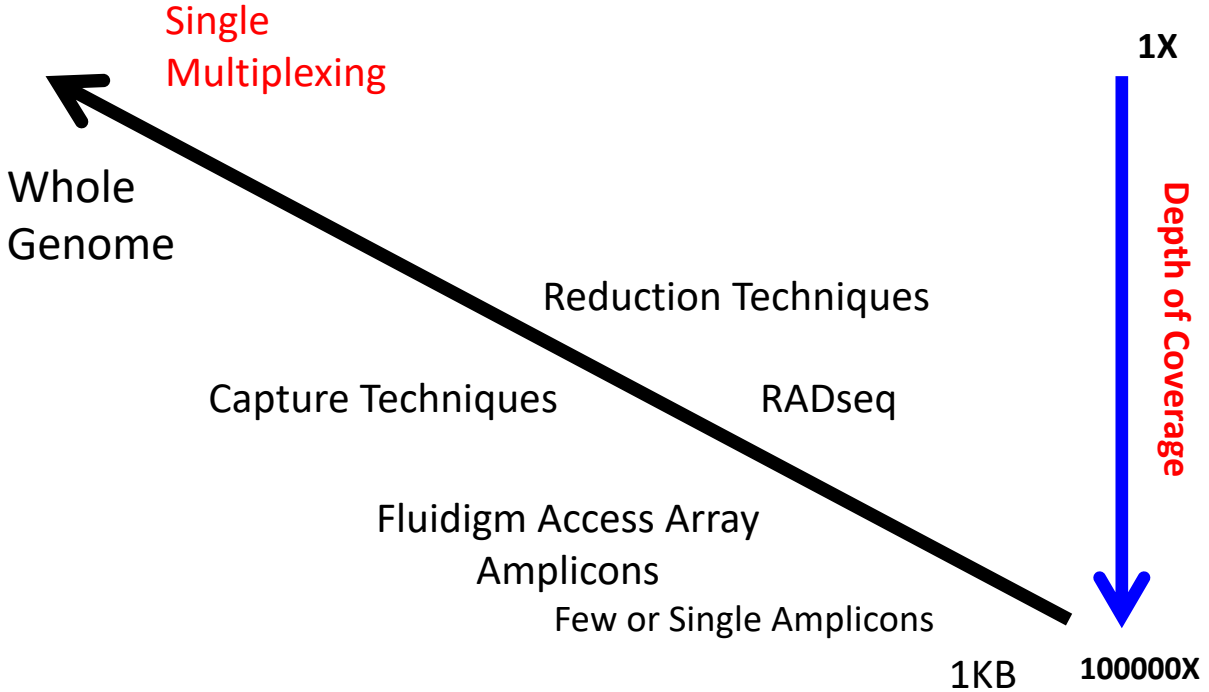 Single
Multiplexing
1X
Whole
Genome
Depth of Coverage
Reduction Techniques
Capture Techniques
RADseq
Fluidigm Access Array
Amplicons
Few or Single Amplicons
1KB
100000X